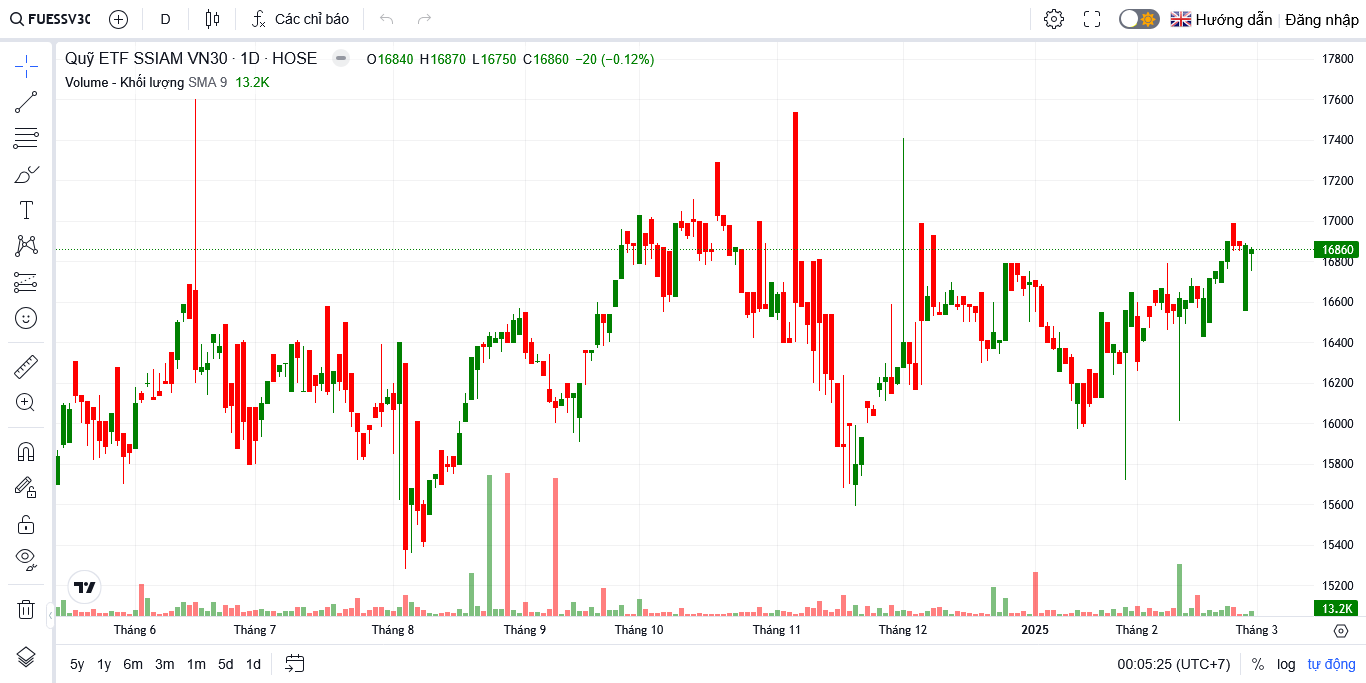 FUESSV3 D Các chỉ báo Hướng dẫn Đăng nhập
Quỹ ETF SSIAM VN30 · 1D · HOSE O16840 H16870 L16750 C16860 −20 (−0.12%)
Volume - Khối lượng SMA 9 13.2K
17800
17600
17400
17200
17000
16860
16800
16600
16400
16200
16000
15800
15600
15400
15200
13.2K
Tháng 6 Tháng 7 Tháng 8 Tháng 9 Tháng 10 Tháng 11 Tháng 12 2025 Tháng 2 Tháng 3
5y 1y 6m 3m 1m 5d 1d 00:05:25 (UTC+7) % log tự động